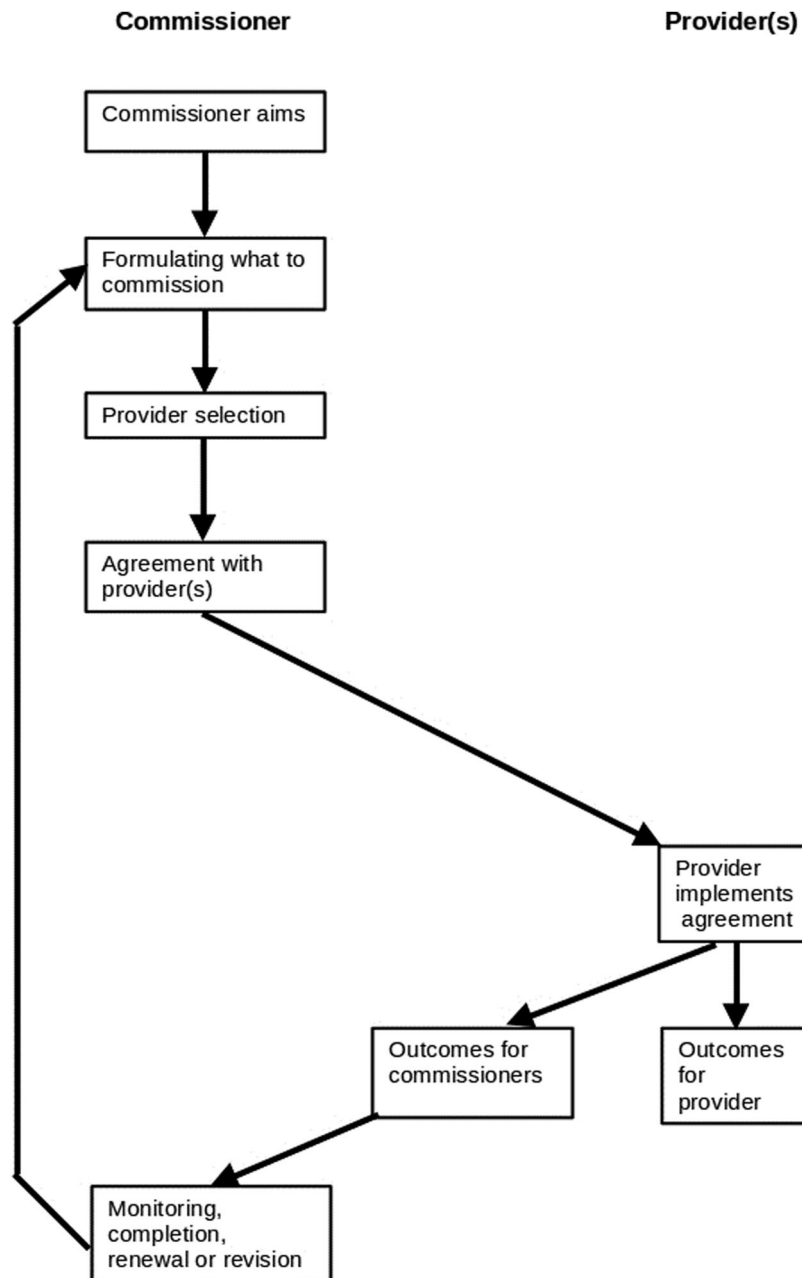 Commissioner
Provider(s)
Commissioner aims
Formulating what to
commission
Provider selection
Agreement with
provider(s)
Provider
implements
agreement
Outcomes for
commissioners
Outcomes
for
provider
Monitoring,
completion,
renewal or revision